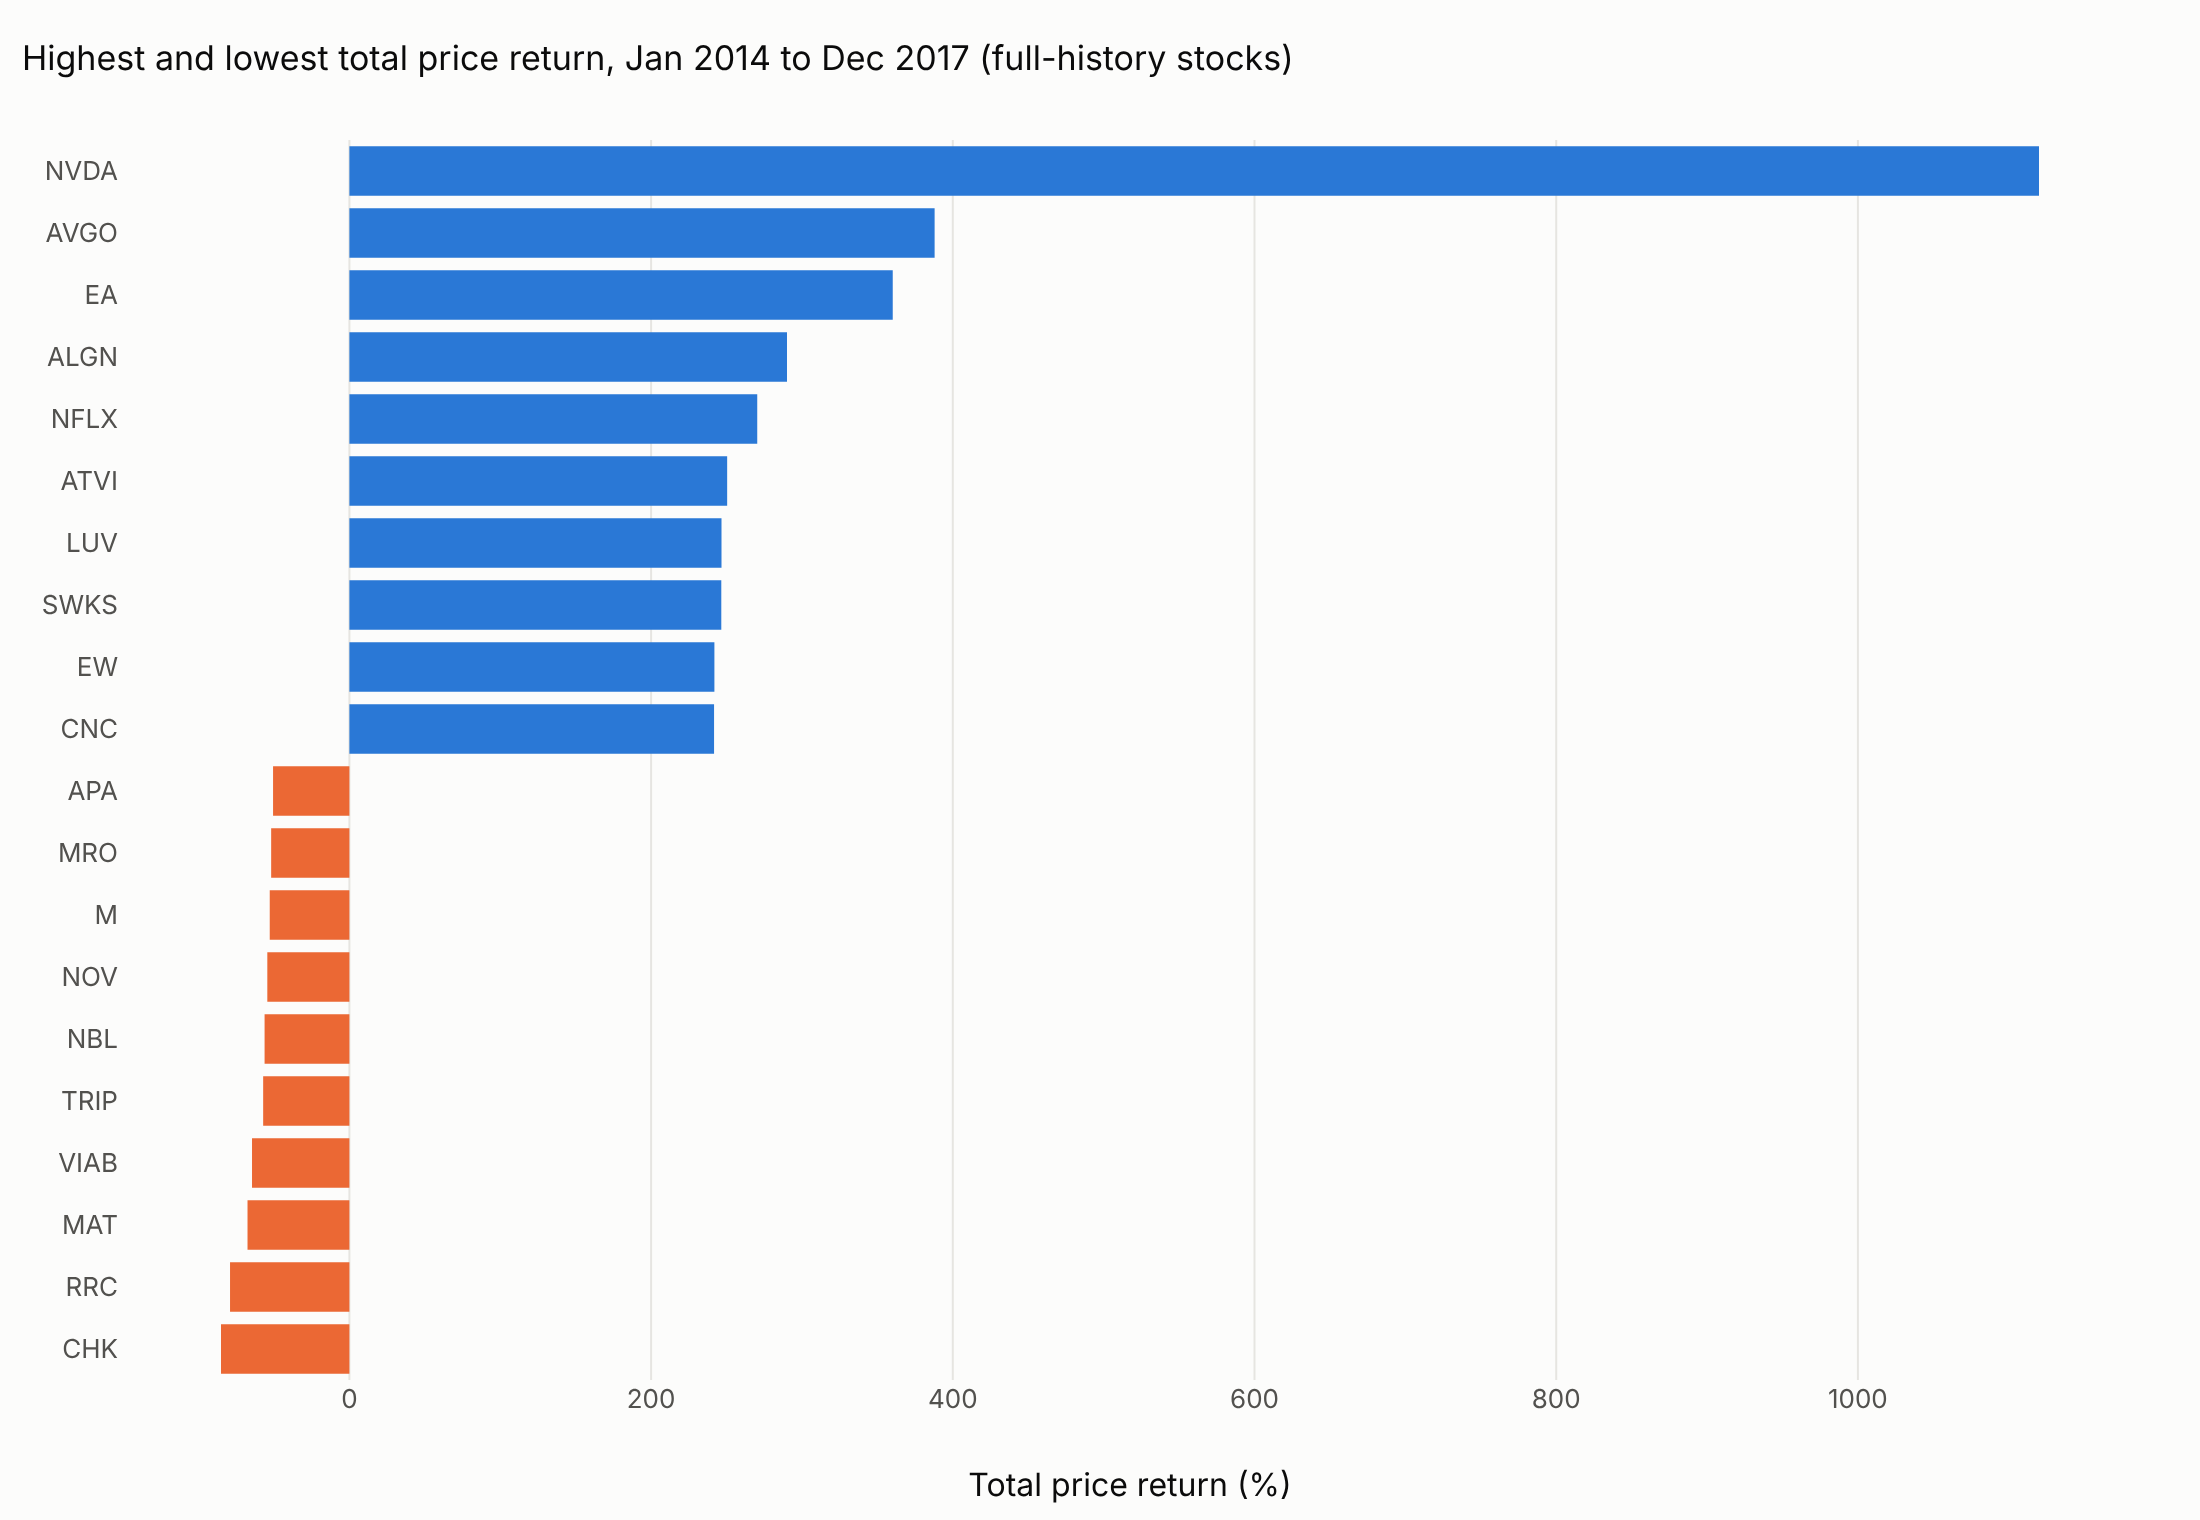 Highest and lowest total price return, Jan 2014 to Dec 2017 (full-history stocks)
NVDA
AVGO
EA
ALGN
NFLX
ATVI
LUV
SWKS
EW
CNC
APA
MRO
M
NOV
NBL
TRIP
VIAB
MAT
RRC
CHK
0 200 400 600 800 1000
Total price return (%)